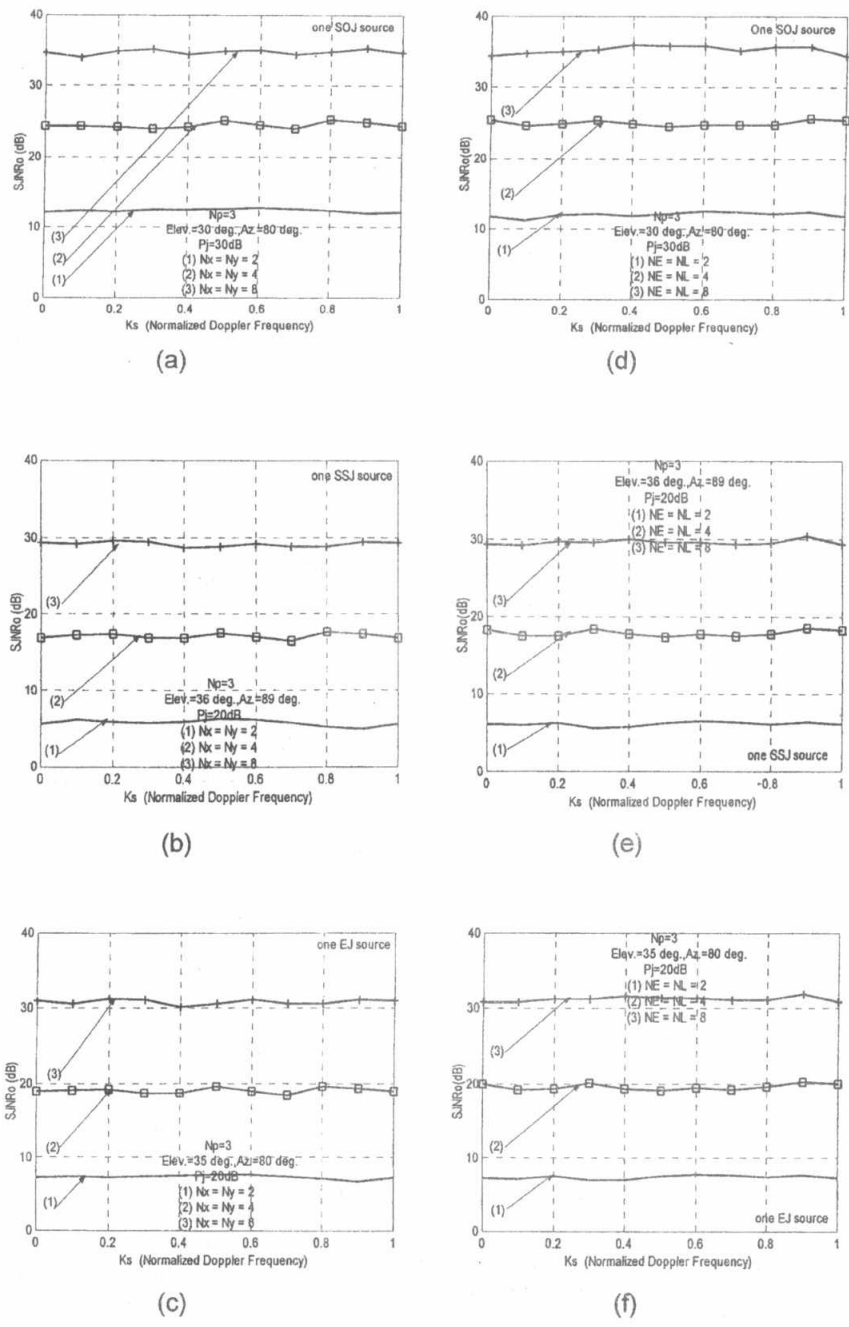 one SOJ source
40
30
20
10
0
SJNRo (dB)
(3)
(2)
(1)
Np=3
Elev.=30 deg.,Az.=80 deg.
Pj=30dB
(1) Nx = Ny = 2
(2) Nx = Ny = 4
(3) Nx = Ny = 8
0 0.2 0.4 0.6 0.8 1
Ks (Normalized Doppler Frequency)
(a)
One SOJ source
40
30
20
10
0
SJNRo(dB)
(3)
(2)
(1)
Np=3
Elev.=30 deg.,Az.=80 deg.
Pj=30dB
(1) NE = NL = 2
(2) NE = NL = 4
(3) NE = NL = 8
0 0.2 0.4 0.6 0.8 1
Ks (Normalized Doppler Frequency)
(d)
one SSJ source
40
30
20
10
0
SJNRo (dB)
(3)
(2)
(1)
Np=3
Elev.=36 deg.,Az.=89 deg.
Pj=20dB
(1) Nx = Ny = 2
(2) Nx = Ny = 4
(3) Nx = Ny = 8
0 0.2 0.4 0.6 0.8 1
Ks (Normalized Doppler Frequency)
(b)
40
30
20
10
0
SJNRo(dB)
Np=3
Elev.=36 deg.,Az.=89 deg.
Pj=20dB
(1) NE = NL = 2
(2) NE = NL = 4
(3) NE = NL = 8
(3)
(2)
(1)
one SSJ source
0 0.2 0.4 0.6 -0.8 1
Ks (Normalized Doppler Frequency)
(e)
one EJ source
40
30
20
10
0
SJNRo (dB)
(3)
(2)
(1)
Np=3
Elev.=35 deg.,Az.=80 deg.
Pj=20dB
(1) Nx = Ny = 2
(2) Nx = Ny = 4
(3) Nx = Ny = 8
0 0.2 0.4 0.6 0.8 1
Ks (Normalized Doppler Frequency)
(c)
40
30
20
10
0
SJNRo(dB)
Np=3
Elev.=35 deg.,Az.=80 deg.
Pj=20dB
(1) NE = NL = 2
(2) NE = NL = 4
(3) NE = NL = 8
(3)
(2)
(1)
one EJ source
0 0.2 0.4 0.6 0.8 1
Ks (Normalized Doppler Frequency)
(f)